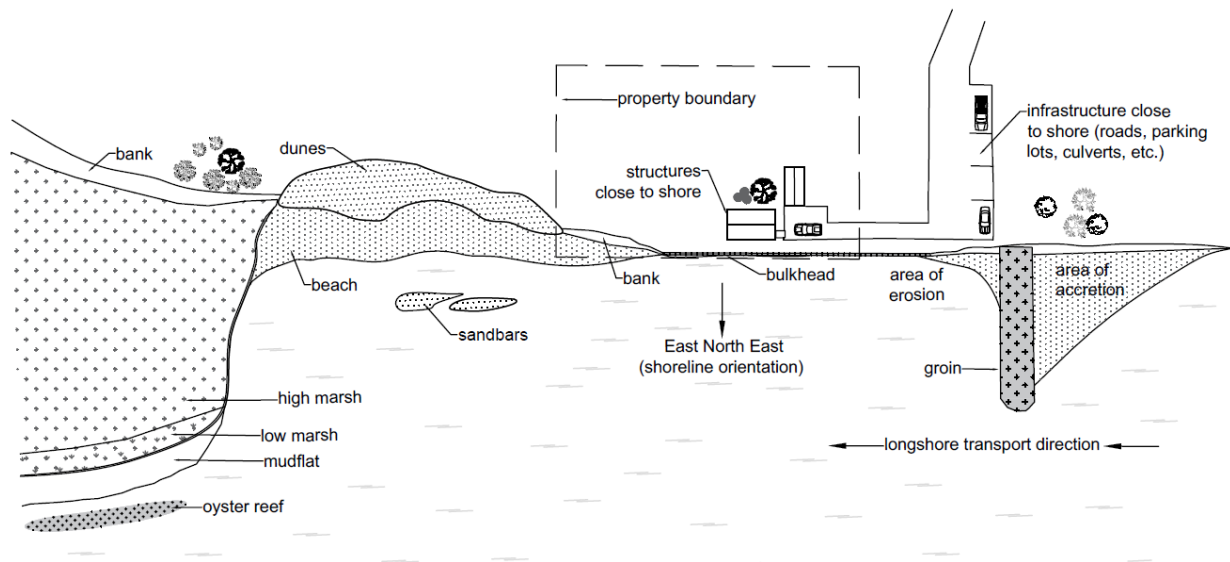 property boundary
infrastructure close
to shore (roads, parking
lots, culverts, etc.)
bank
dunes
structures
close to shore
beach
bank
bulkhead
area of
erosion
area of
accretion
sandbars
East North East
(shoreline orientation)
groin
high marsh
low marsh
longshore transport direction
mudflat
oyster reef